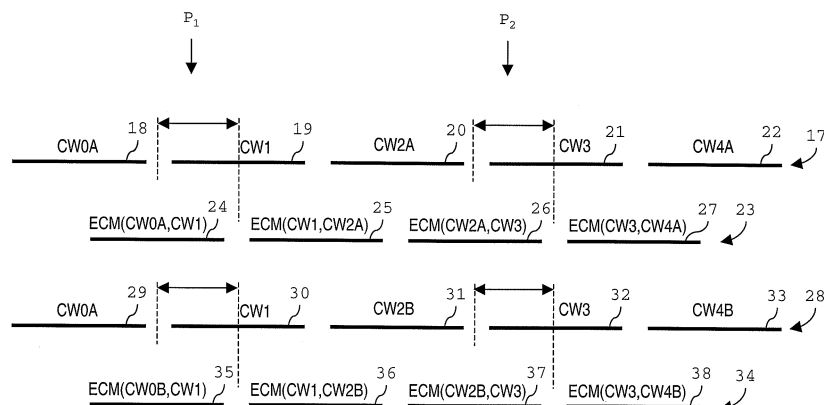 P1 P2
18 19 20 21 22 17
CW0A CW1 CW2A CW3 CW4A
24 25 26 27 23
ECM(CW0A,CW1) ECM(CW1,CW2A) ECM(CW2A,CW3) ECM(CW3,CW4A)
29 30 31 32 33 28
CW0A CW1 CW2B CW3 CW4B
35 36 37 38 34
ECM(CW0B,CW1) ECM(CW1,CW2B) ECM(CW2B,CW3) ECM(CW3,CW4B)